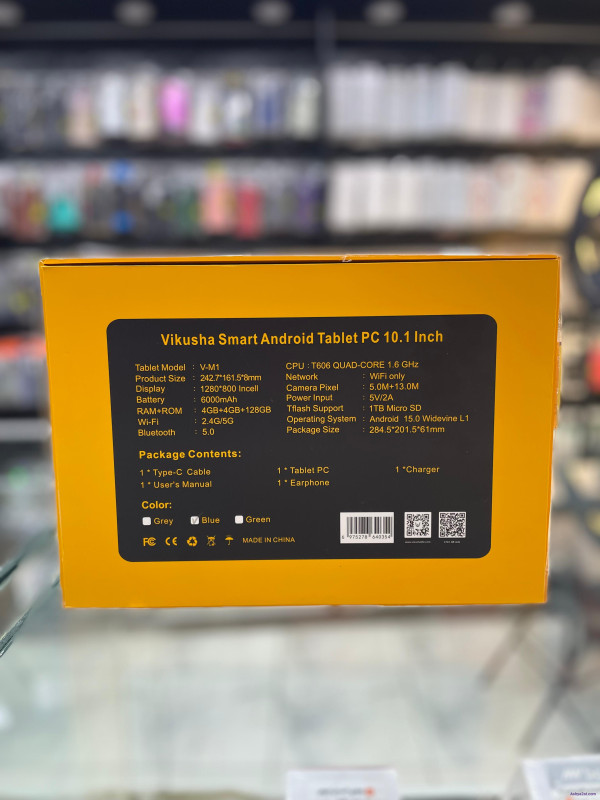 Vikusha Smart Android Tablet PC 10.1 Inch
Tablet Model : V-M1
Product Size : 242.7*161.5*8mm
Display : 1280*800 Incell
Battery : 6000mAh
RAM+ROM : 4GB+4GB+128GB
Wi-Fi : 2.4G/5G
Bluetooth : 5.0
CPU : T606 QUAD-CORE 1.6 GHz
Network : WiFi only
Camera Pixel : 5.0M+13.0M
Power Input : 5V/2A
Tflash Support : 1TB Micro SD
Operating System : Android 15.0 Widevine L1
Package Size : 284.5*201.5*61mm
Package Contents:
1 * Type-C Cable 1 * Tablet PC 1 *Charger
1 * User's Manual 1 * Earphone
Color:
Grey Blue Green
FC CE MADE IN CHINA
6 975278 640354